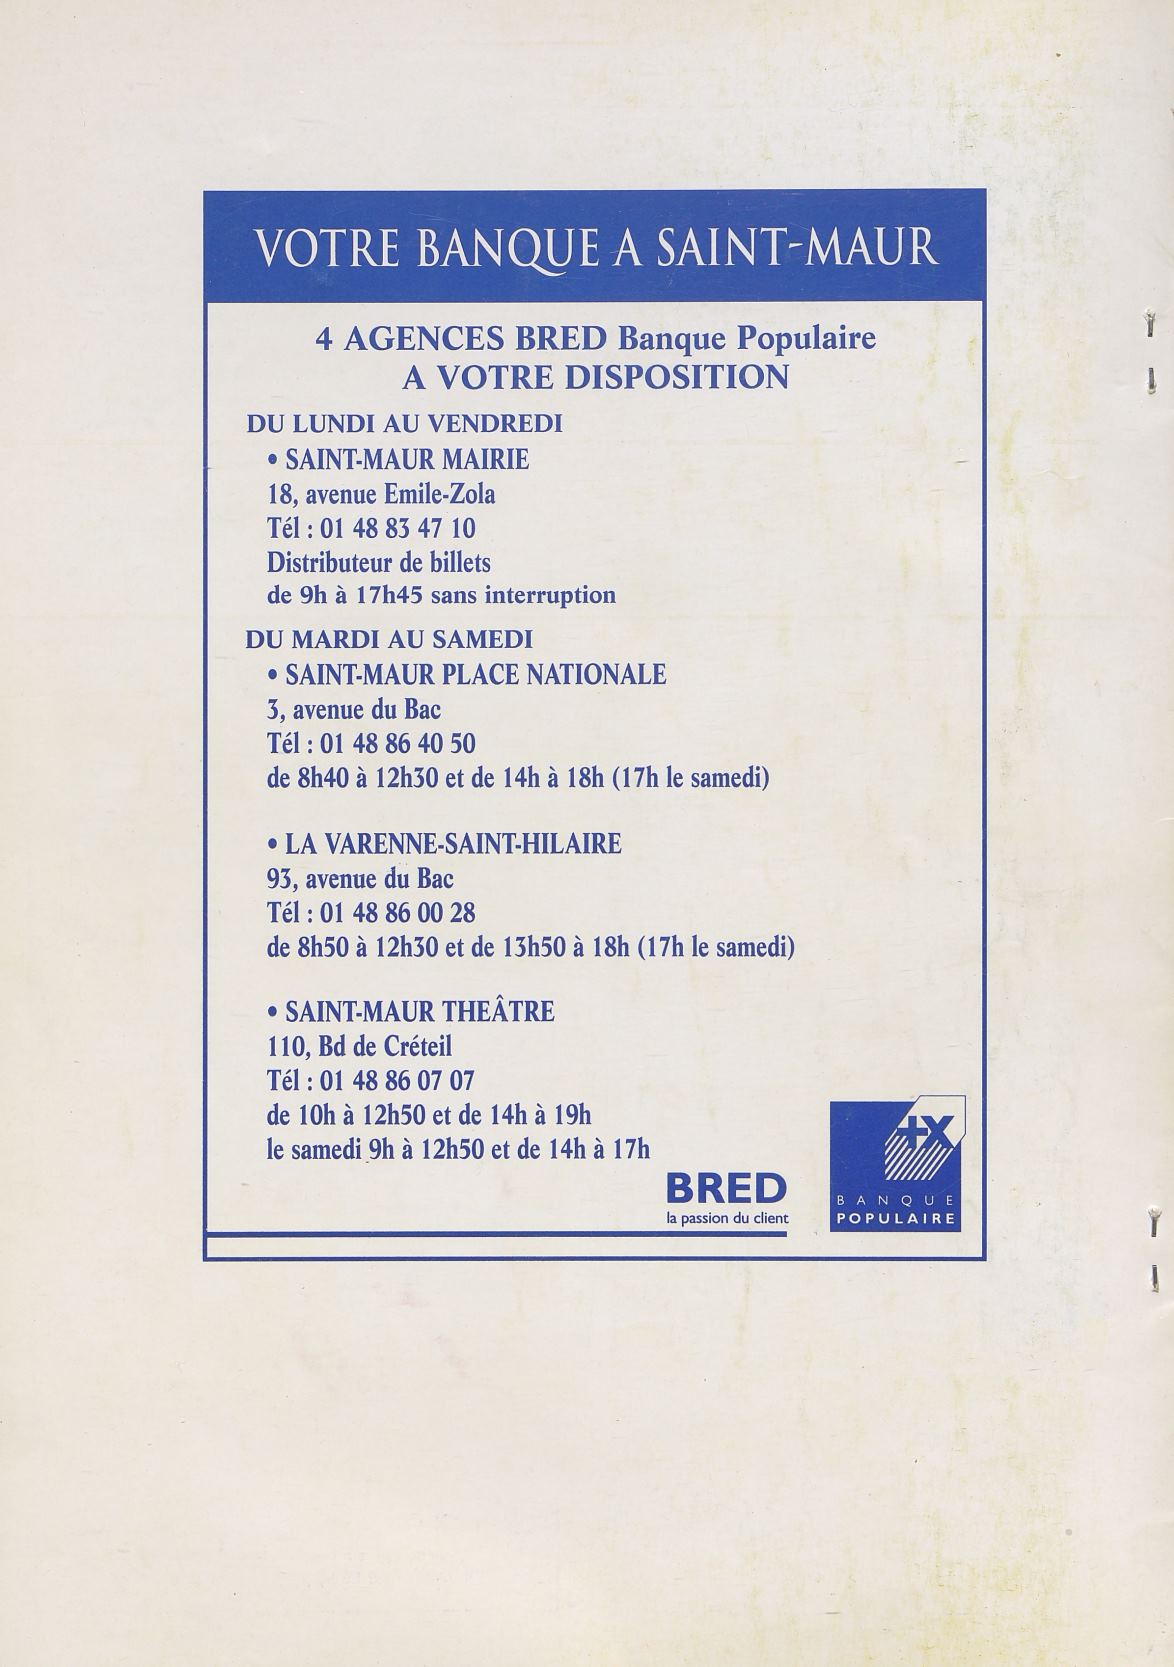 VOTRE BANQUE A SAINT-MAUR
4 AGENCES BRED Banque Populaire
A VOTRE DISPOSITION
DU LUNDI AU VENDREDI
• SAINT-MAUR MAIRIE
18, avenue Emile-Zola
Tél : 01 48 83 47 10
Distributeur de billets
de 9h à 17h45 sans interruption
DU MARDI AU SAMEDI
• SAINT-MAUR PLACE NATIONALE
3, avenue du Bac
Tél : 01 48 86 40 50
de 8h40 à 12h30 et de 14h à 18h (17h le samedi)
• LA VARENNE-SAINT-HILAIRE
93, avenue du Bac
Tél : 01 48 86 00 28
de 8h50 à 12h30 et de 13h50 à 18h (17h le samedi)
• SAINT-MAUR THEÂTRE
110, Bd de Créteil
Tél : 01 48 86 07 07
de 10h à 12h50 et de 14h à 19h
le samedi 9h à 12h50 et de 14h à 17h
BRED
la passion du client
+X
BANQUE
POPULAIRE